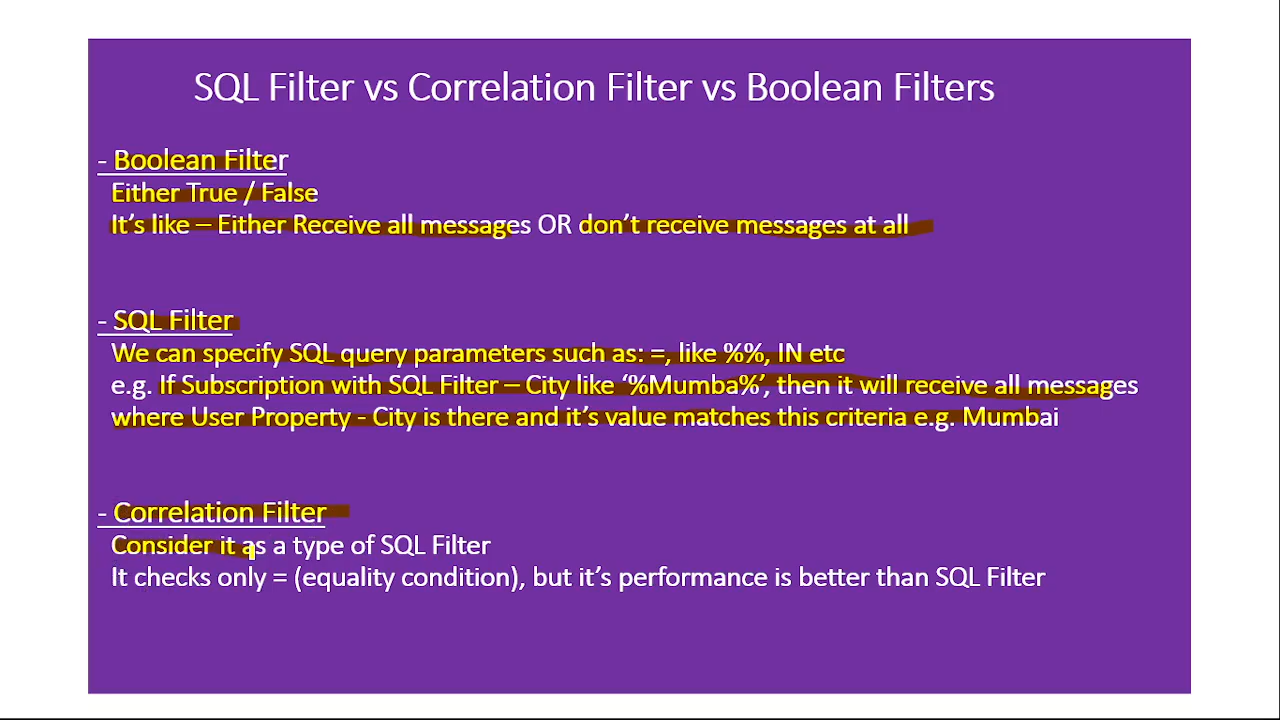 SQL Filter vs Correlation Filter vs Boolean Filters
- Boolean Filter
Either True / False
It's like – Either Receive all messages OR don't receive messages at all
- SQL Filter
We can specify SQL query parameters such as: =, like %%, IN etc
e.g. If Subscription with SQL Filter – City like ‘%Mumba%’, then it will receive all messages
where User Property - City is there and it's value matches this criteria e.g. Mumbai
- Correlation Filter
Consider it as a type of SQL Filter
It checks only = (equality condition), but it's performance is better than SQL Filter